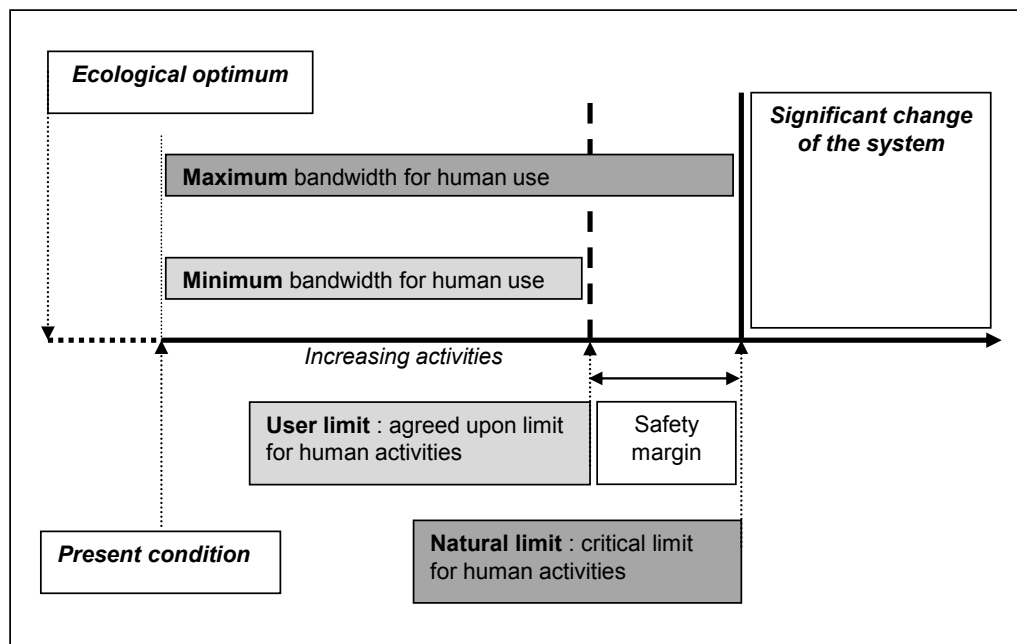 Ecological optimum
Significant change
of the system
Maximum bandwidth for human use
Minimum bandwidth for human use
Increasing activities
User limit : agreed upon limit
for human activities
Safety
margin
Present condition
Natural limit : critical limit
for human activities